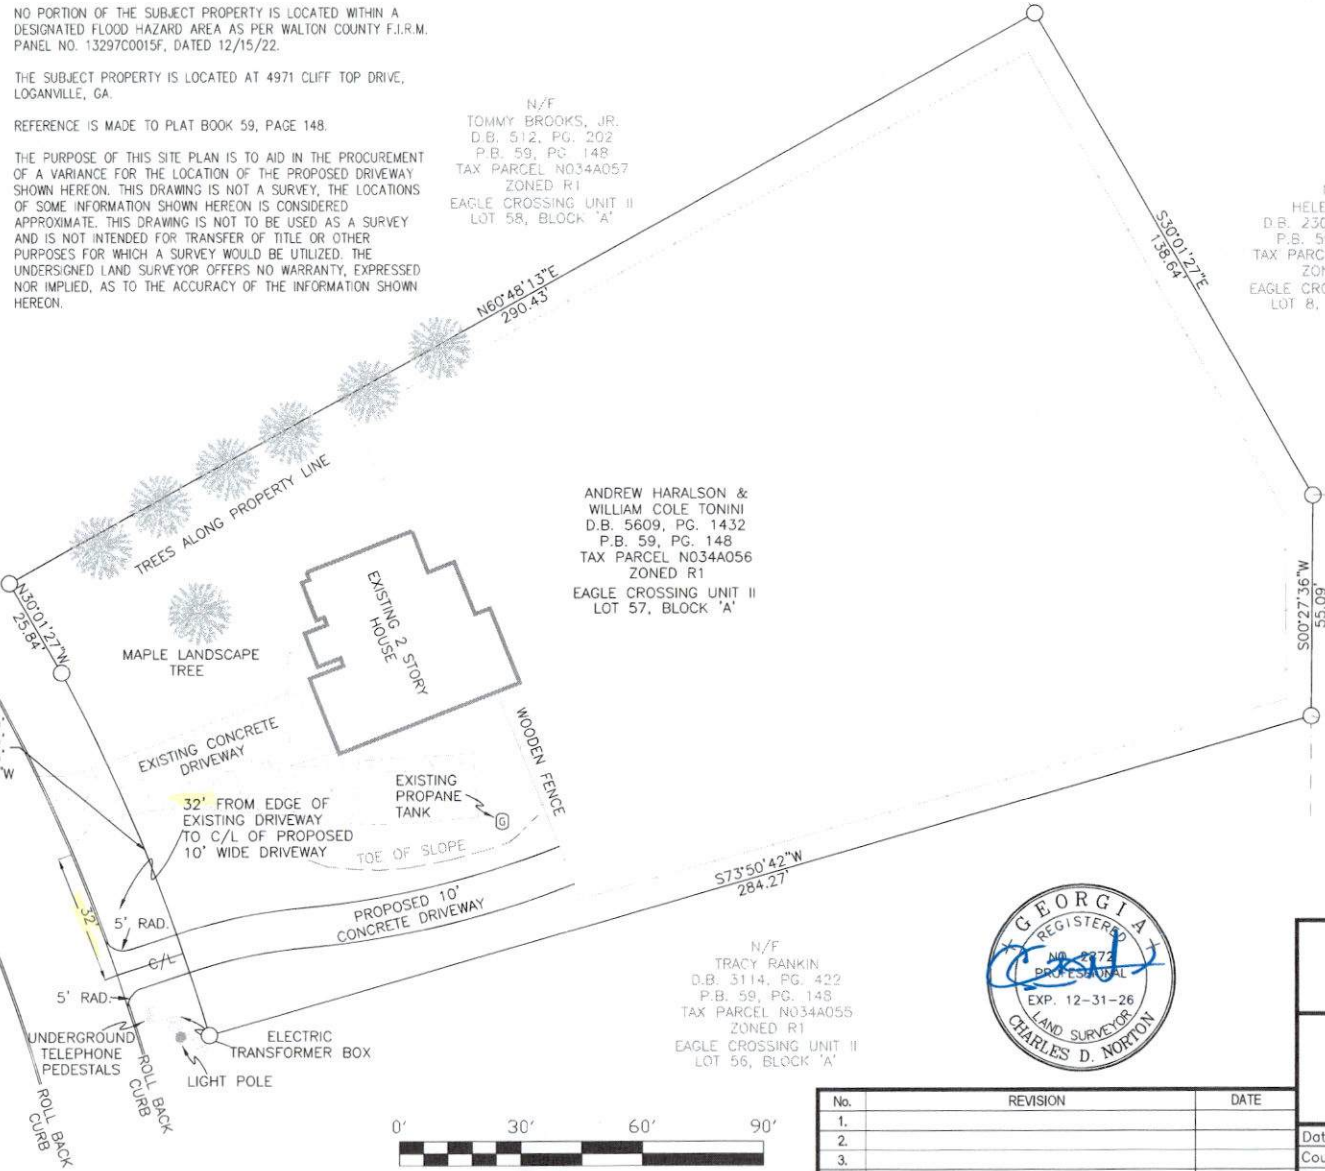 NO PORTION OF THE SUBJECT PROPERTY IS LOCATED WITHIN A
DESIGNATED FLOOD HAZARD AREA AS PER WALTON COUNTY F.I.R.M.
PANEL NO. 13297C0015F, DATED 12/15/22.
THE SUBJECT PROPERTY IS LOCATED AT 4971 CLIFF TOP DRIVE,
LOGANVILLE, GA.
REFERENCE IS MADE TO PLAT BOOK 59, PAGE 148.
THE PURPOSE OF THIS SITE PLAN IS TO AID IN THE PROCUREMENT
OF A VARIANCE FOR THE LOCATION OF THE PROPOSED DRIVEWAY
SHOWN HEREON. THIS DRAWING IS NOT A SURVEY, THE LOCATIONS
OF SOME INFORMATION SHOWN HEREON IS CONSIDERED
APPROXIMATE. THIS DRAWING IS NOT TO BE USED AS A SURVEY
AND IS NOT INTENDED FOR TRANSFER OF TITLE OR OTHER
PURPOSES FOR WHICH A SURVEY WOULD BE UTILIZED. THE
UNDERSIGNED LAND SURVEYOR OFFERS NO WARRANTY, EXPRESSED
NOR IMPLIED, AS TO THE ACCURACY OF THE INFORMATION SHOWN
HEREON.
N/F
TOMMY BROOKS, JR.
D.B. 512, PG. 202
P.B. 59, PG. 148
TAX PARCEL N034A057
ZONED R1
EAGLE CROSSING UNIT II
LOT 58, BLOCK 'A'
HELE
D.B. 230
P.B. 5
TAX PARC
ZON
EAGLE CRO
LOT 8,
S30°01'27"E
138.64'
N60°48'13"E
290.43'
TREES ALONG PROPERTY LINE
ANDREW HARALSON &
WILLIAM COLE TONINI
D.B. 5609, PG. 1432
P.B. 59, PG. 148
TAX PARCEL N034A056
ZONED R1
EAGLE CROSSING UNIT II
LOT 57, BLOCK 'A'
S00°27'36"W
55.09'
N30°01'27"W
25.84'
MAPLE LANDSCAPE
TREE
EXISTING 2 STORY
HOUSE
EXISTING CONCRETE
DRIVEWAY
WOODEN FENCE
"W
32' FROM EDGE OF
EXISTING DRIVEWAY
TO C/L OF PROPOSED
10' WIDE DRIVEWAY
EXISTING
PROPANE
TANK
G
TOE OF SLOPE
S73°50'42"W
284.27'
PROPOSED 10'
CONCRETE DRIVEWAY
32'
5' RAD.
C/L
5' RAD.
UNDERGROUND
TELEPHONE
PEDESTALS
ELECTRIC
TRANSFORMER BOX
LIGHT POLE
ROLL BACK
CURB
ROLL BACK
CURB
N/F
TRACY RANKIN
D.B. 3114, PG. 422
P.B. 59, PG. 148
TAX PARCEL N034A055
ZONED R1
EAGLE CROSSING UNIT II
LOT 56, BLOCK 'A'
GEORGIA
REGISTERED
NO. 2272
PROFESSIONAL
EXP. 12-31-26
LAND SURVEYOR
CHARLES D. NORTON
0' 30' 60' 90'
No. REVISION DATE
1.
2.
3.
Dat
Cou